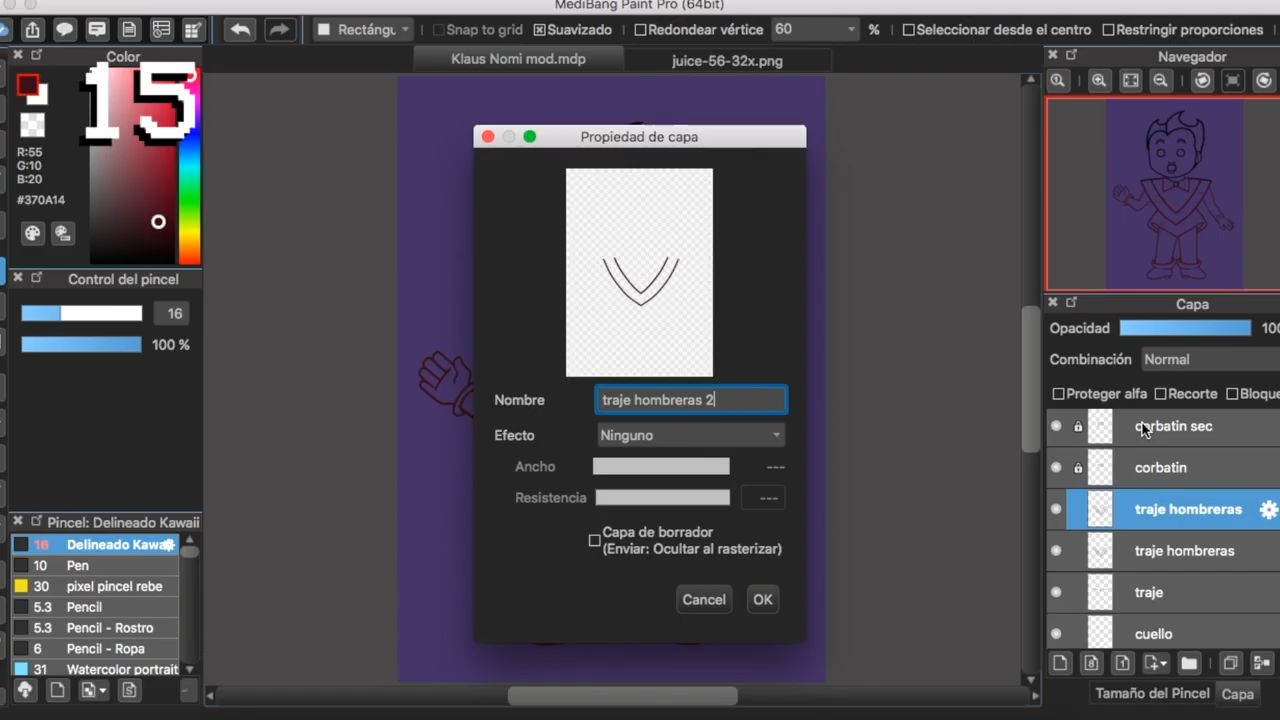 MediBang Paint Pro (64bit)
Rectángu
Snap to grid
Suavizado
Redondear vértice
60
%
Seleccionar desde el centro
Restringir proporciones
Klaus Nomi mod.mdp
juice-56-32x.png
Color
15
R:55
G:10
B:20
#370A14
Control del pincel
16
100 %
Pincel: Delineado Kawaii
16 Delineado Kawaii
10 Pen
30 pixel pincel rebe
5.3 Pencil
5.3 Pencil - Rostro
6 Pencil - Ropa
31 Watercolor portrait
Propiedad de capa
Nombre
traje hombreras 2
Efecto
Ninguno
Ancho
---
Resistencia
---
Capa de borrador
(Enviar: Ocultar al rasterizar)
Cancel
OK
Navegador
Capa
Opacidad
100
Combinación
Normal
Proteger alfa
Recorte
Bloque
corbatin sec
corbatin
traje hombreras
traje hombreras
traje
cuello
8
1
Tamaño del Pincel
Capa